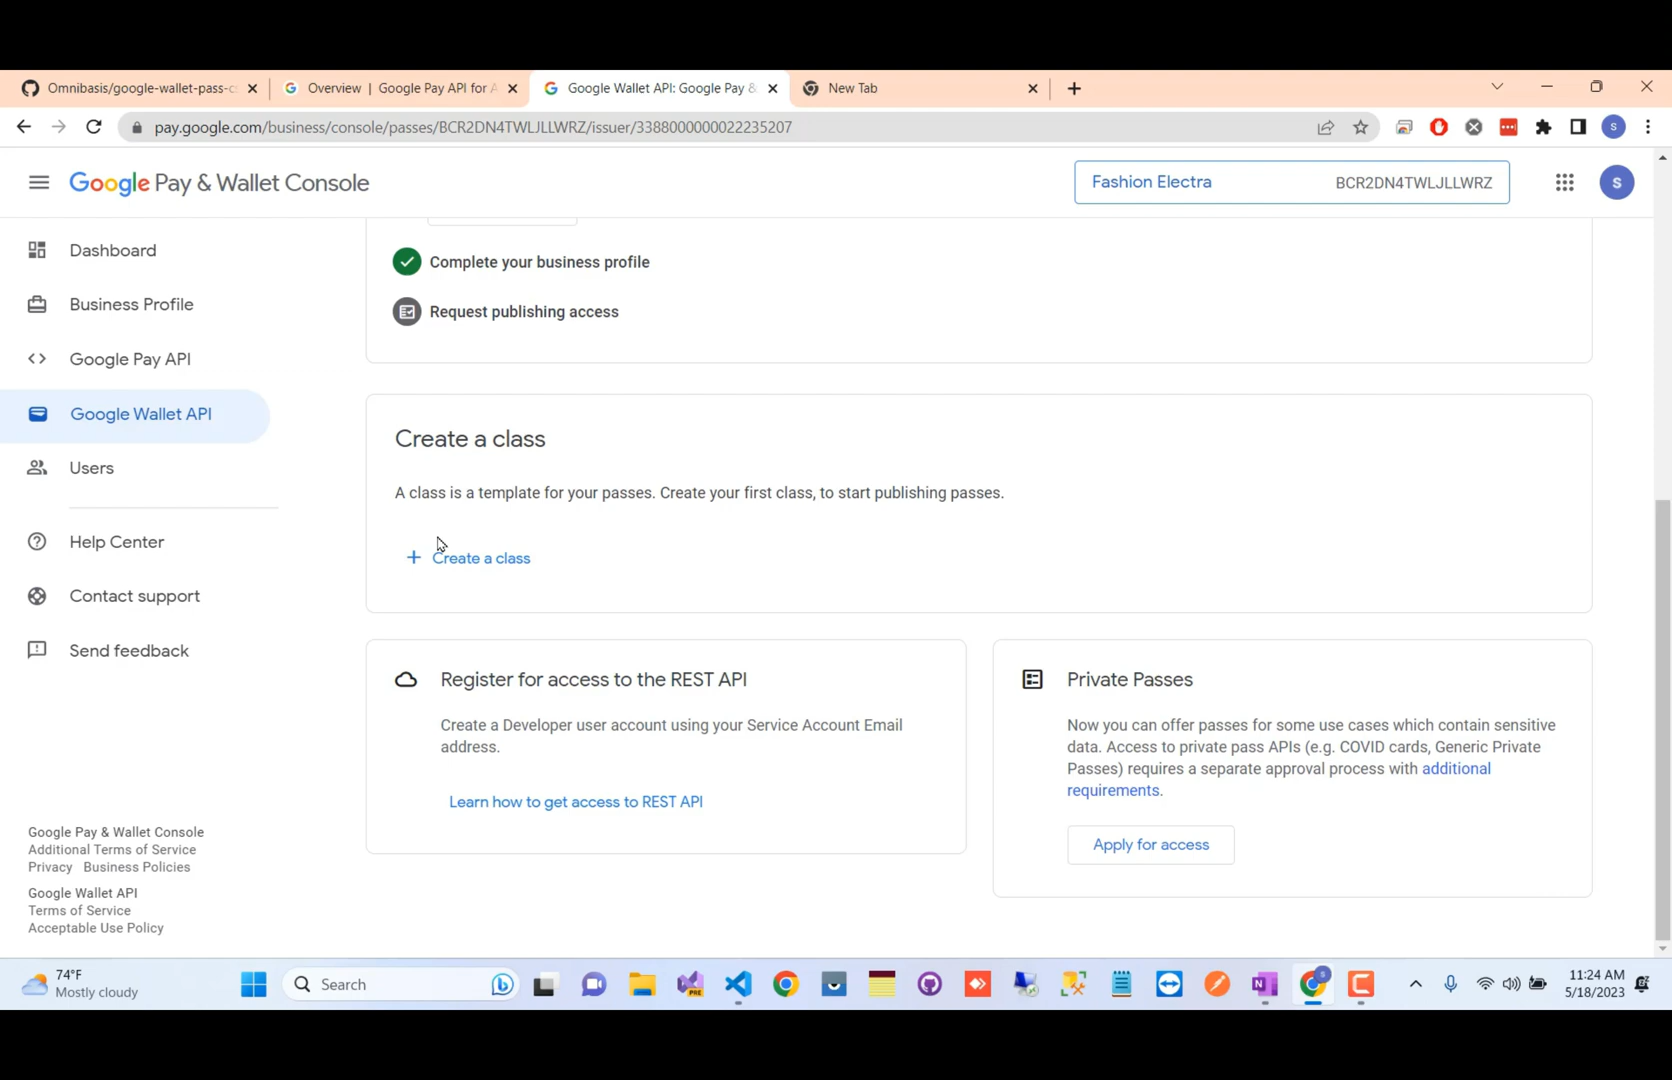 Omnibasis/google-wallet-pass-c
Overview | Google Pay API for A
Google Wallet API: Google Pay &
New Tab
pay.google.com/business/console/passes/BCR2DN4TWLJLLWRZ/issuer/3388000000022235207
S
Google Pay & Wallet Console
Fashion Electra BCR2DN4TWLJLLWRZ
S
Dashboard
Business Profile
Google Pay API
Google Wallet API
Users
Help Center
Contact support
Send feedback
Google Pay & Wallet Console
Additional Terms of Service
Privacy Business Policies
Google Wallet API
Terms of Service
Acceptable Use Policy
Complete your business profile
Request publishing access
Create a class
A class is a template for your passes. Create your first class, to start publishing passes.
+ Create a class
Register for access to the REST API
Create a Developer user account using your Service Account Email
address.
Learn how to get access to REST API
Private Passes
Now you can offer passes for some use cases which contain sensitive
data. Access to private pass APIs (e.g. COVID cards, Generic Private
Passes) requires a separate approval process with additional
requirements.
Apply for access
74°F
Mostly cloudy
Search
PRE
11:24 AM
5/18/2023